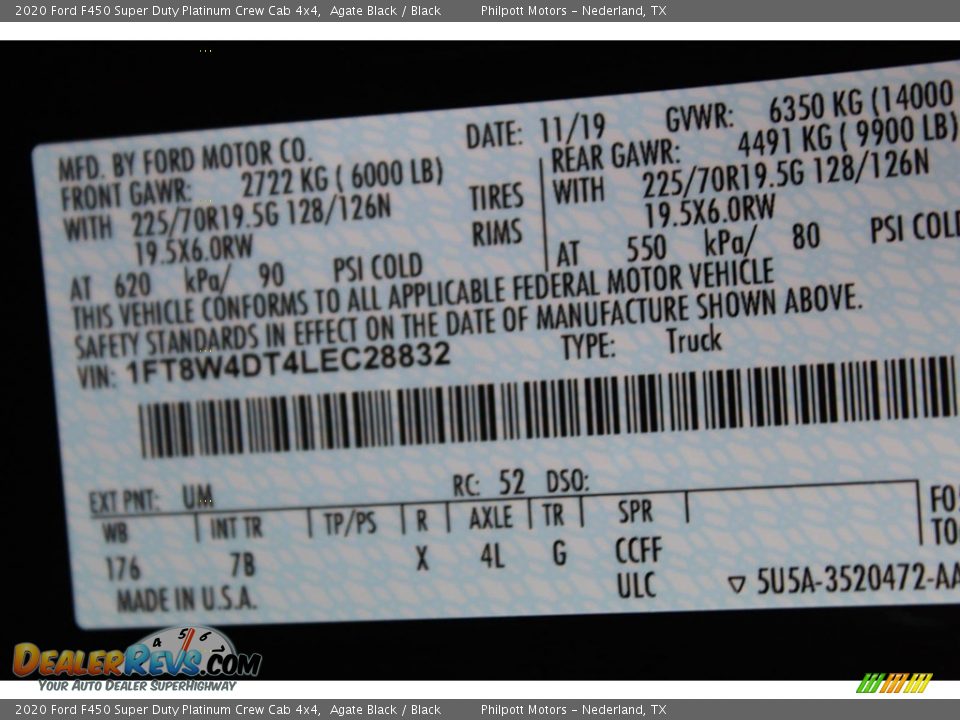 2020 Ford F450 Super Duty Platinum Crew Cab 4x4, Agate Black / Black Philpott Motors - Nederland, TX
MFD. BY FORD MOTOR CO. DATE: 11/19 GVWR: 6350 KG (14000
FRONT GAWR: 2722 KG ( 6000 LB) REAR GAWR: 4491 KG ( 9900 LB)
WITH 225/70R19.5G 128/126N TIRES WITH 225/70R19.5G 128/126N
19.5X6.0RW RIMS 19.5X6.0RW
AT 620 kPa/ 90 PSI COLD AT 550 kPa/ 80 PSI COLD
THIS VEHICLE CONFORMS TO ALL APPLICABLE FEDERAL MOTOR VEHICLE
SAFETY STANDARDS IN EFFECT ON THE DATE OF MANUFACTURE SHOWN ABOVE.
VIN: 1FT8W4DT4LEC28832 TYPE: Truck
EXT PNT: UM RC: 52 DSO:
WB INT TR TP/PS R AXLE TR SPR
176 7B X 4L G CCFF
ULC
MADE IN U.S.A. 5U5A-3520472-AA
DEALERREVS.COM
YOUR AUTO DEALER SUPERHIGHWAY
2020 Ford F450 Super Duty Platinum Crew Cab 4x4, Agate Black / Black Philpott Motors - Nederland, TX